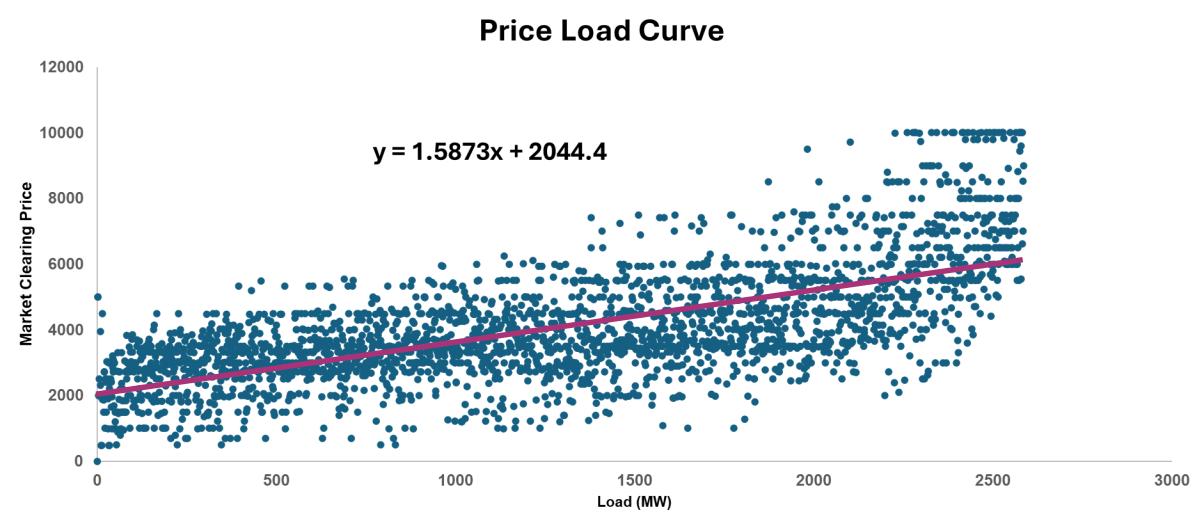 Price Load Curve
12000
10000
8000
6000
4000
2000
0
Market Clearing Price
y = 1.5873x + 2044.4
0 500 1000 1500 2000 2500 3000
Load (MW)